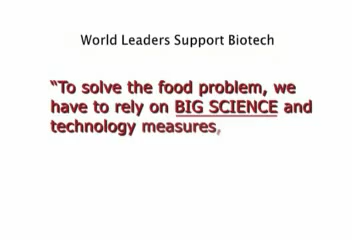 World Leaders Support Biotech
“To solve the food problem, we
have to rely on BIG SCIENCE and
technology measures,